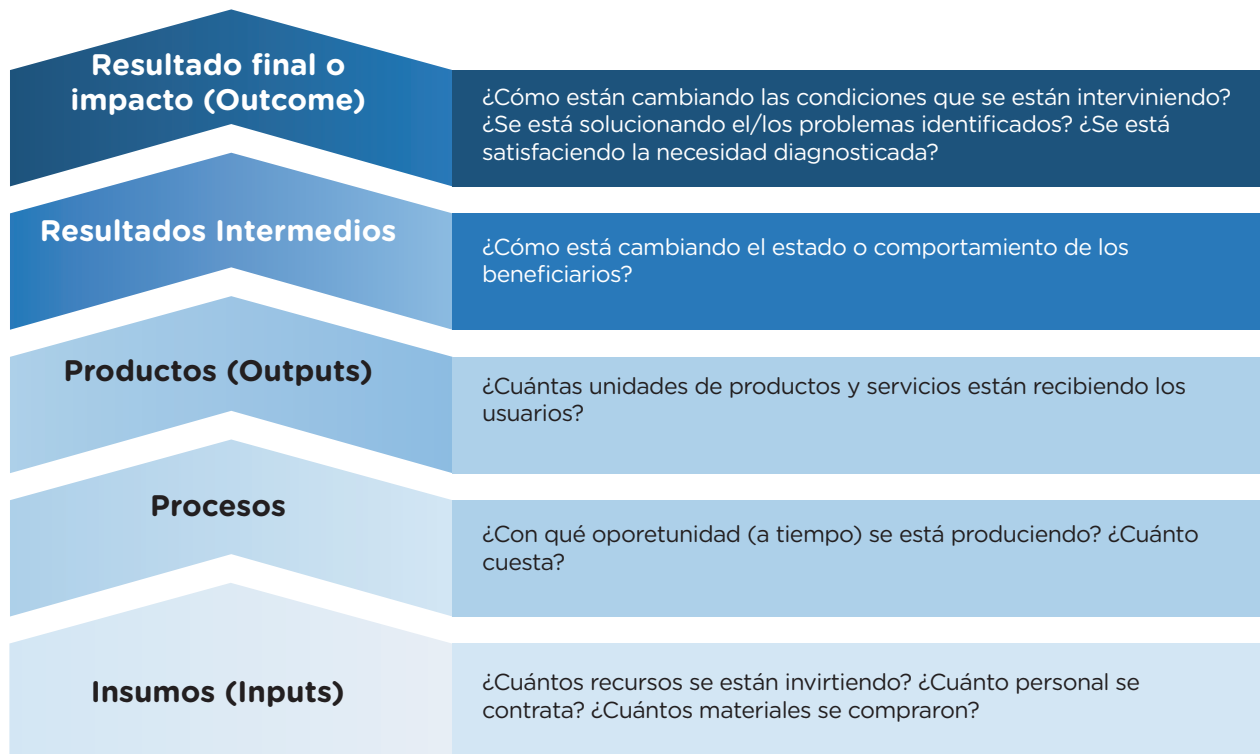 Resultado final o
impacto (Outcome)
¿Cómo están cambiando las condiciones que se están interviniendo?
¿Se está solucionando el/los problemas identificados? ¿Se está
satisfaciendo la necesidad diagnosticada?
Resultados Intermedios
¿Cómo está cambiando el estado o comportamiento de los
beneficiarios?
Productos (Outputs)
¿Cuántas unidades de productos y servicios están recibiendo los
usuarios?
Procesos
¿Con qué oporetunidad (a tiempo) se está produciendo? ¿Cuánto
cuesta?
Insumos (Inputs)
¿Cuántos recursos se están invirtiendo? ¿Cuánto personal se
contrata? ¿Cuántos materiales se compraron?